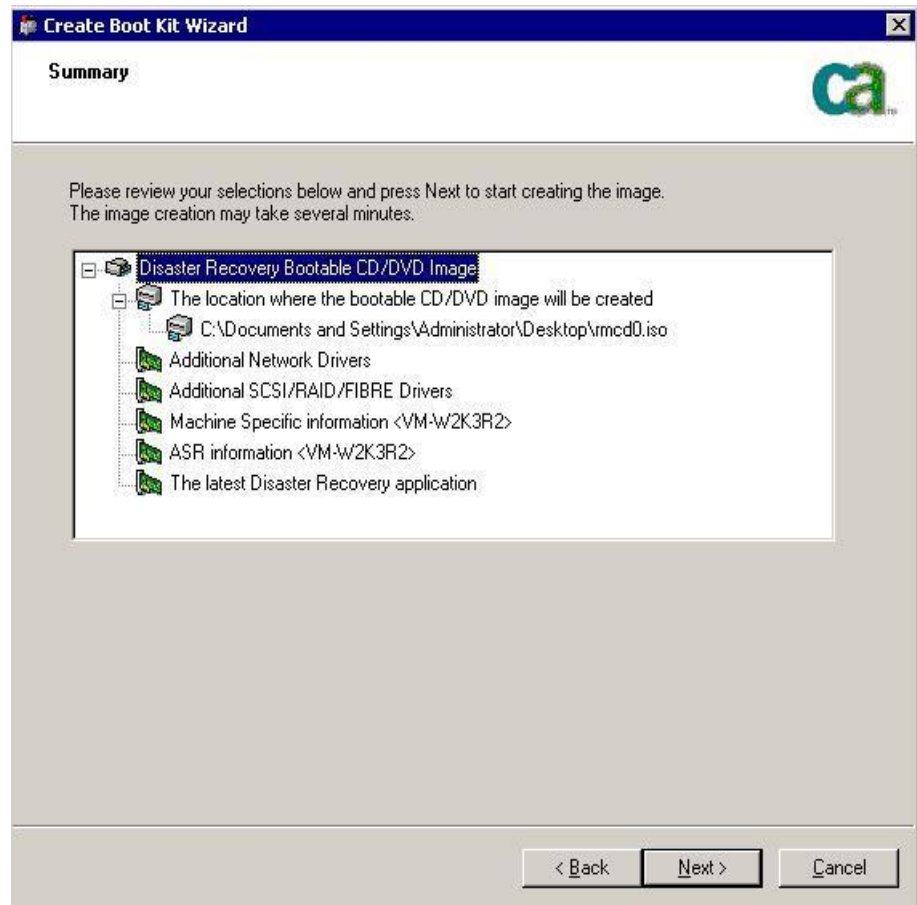 Create Boot Kit Wizard
Summary
ca
Please review your selections below and press Next to start creating the image.
The image creation may take several minutes.
Disaster Recovery Bootable CD/DVD Image
The location where the bootable CD/DVD image will be created
C:\Documents and Settings\Administrator\Desktop\rmcd0.iso
Additional Network Drivers
Additional SCSI/RAID/FIBRE Drivers
Machine Specific information <VM-W2K3R2>
ASR information <VM-W2K3R2>
The latest Disaster Recovery application
< Back Next > Cancel